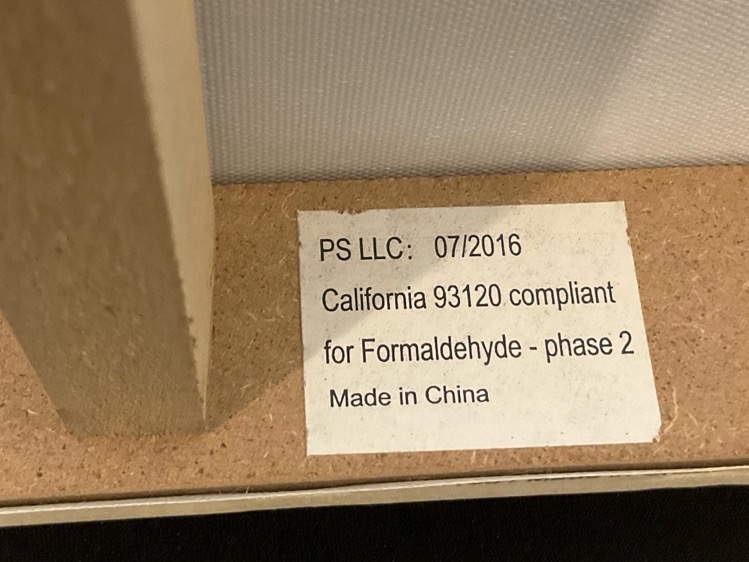 PS LLC: 07/2016
California 93120 compliant
for Formaldehyde - phase 2
Made in China